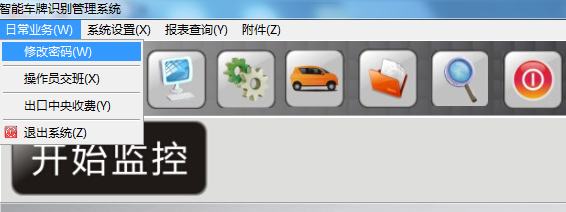 智能车牌识别管理系统
日常业务(W) 系统设置(X) 报表查询(Y) 附件(Z)
修改密码(W)
操作员交班(X)
出口中央收费(Y)
退出系统(Z)
开始监控